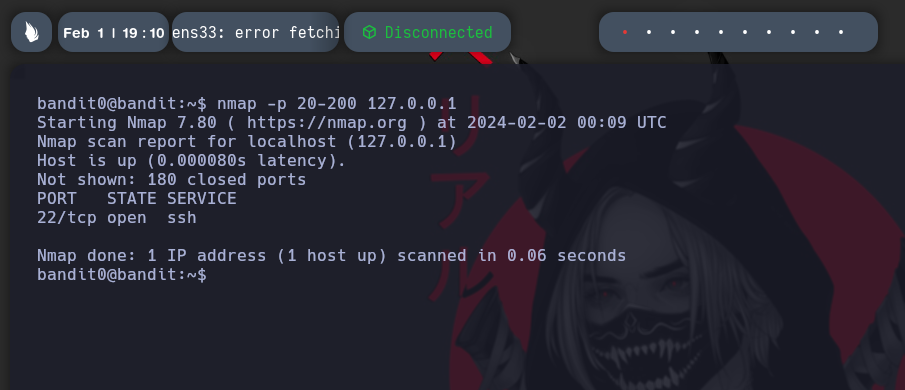 Feb 1 | 19:10
ens33: error fetchi
Disconnected
リアル
bandit0@bandit:~$ nmap -p 20-200 127.0.0.1
Starting Nmap 7.80 ( https://nmap.org ) at 2024-02-02 00:09 UTC
Nmap scan report for localhost (127.0.0.1)
Host is up (0.000080s latency).
Not shown: 180 closed ports
PORT   STATE SERVICE
22/tcp open  ssh
Nmap done: 1 IP address (1 host up) scanned in 0.06 seconds
bandit0@bandit:~$